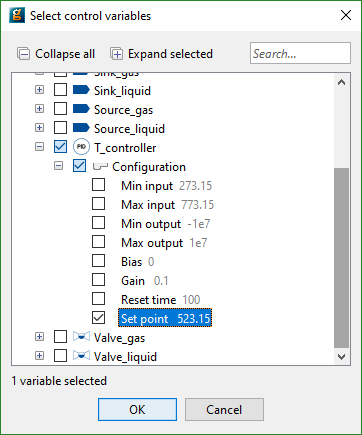 Select control variables
Collapse all
Expand selected
Search...
Sink_gas
Sink_liquid
Source_gas
Source_liquid
PID
T_controller
Configuration
Min input 273.15
Max input 773.15
Min output -1e7
Max output 1e7
Bias 0
Gain 0.1
Reset time 100
Set point 523.15
Valve_gas
Valve_liquid
1 variable selected
OK
Cancel